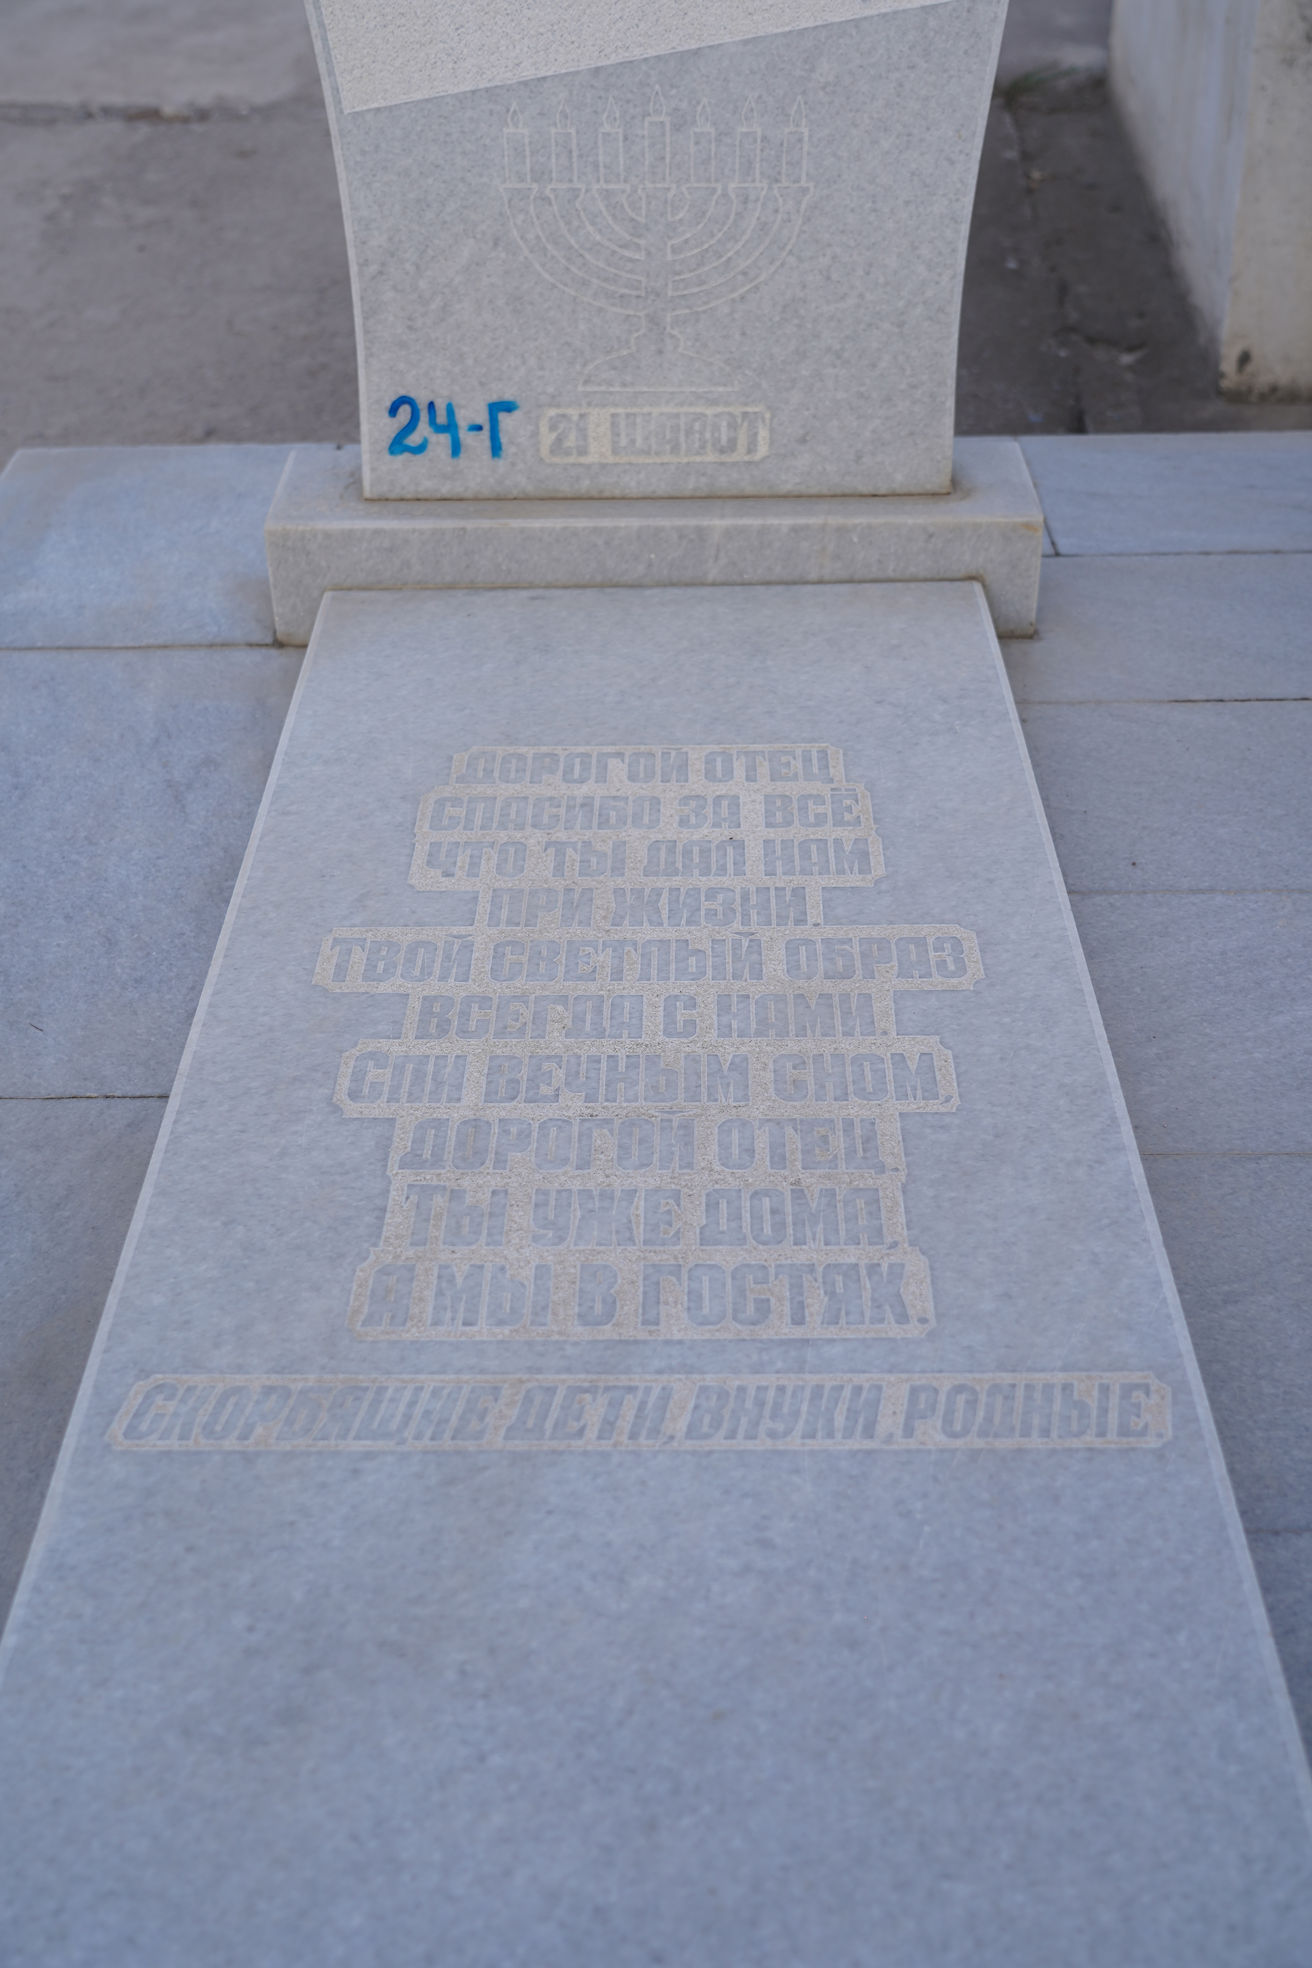 24-Г
21 ШАВОТ
ДОРОГОЙ ОТЕЦ
СПАСИБО ЗА ВСЁ
ЧТО ТЫ ДАЛ НАМ
ПРИ ЖИЗНИ.
ТВОЙ СВЕТЛЫЙ ОБРАЗ
ВСЕГДА С НАМИ.
СПИ ВЕЧНЫМ СНОМ,
ДОРОГОЙ ОТЕЦ.
ТЫ УЖЕ ДОМА,
А МЫ В ГОСТЯХ.
СКОРБЯЩИЕ ДЕТИ, ВНУКИ, РОДНЫЕ.